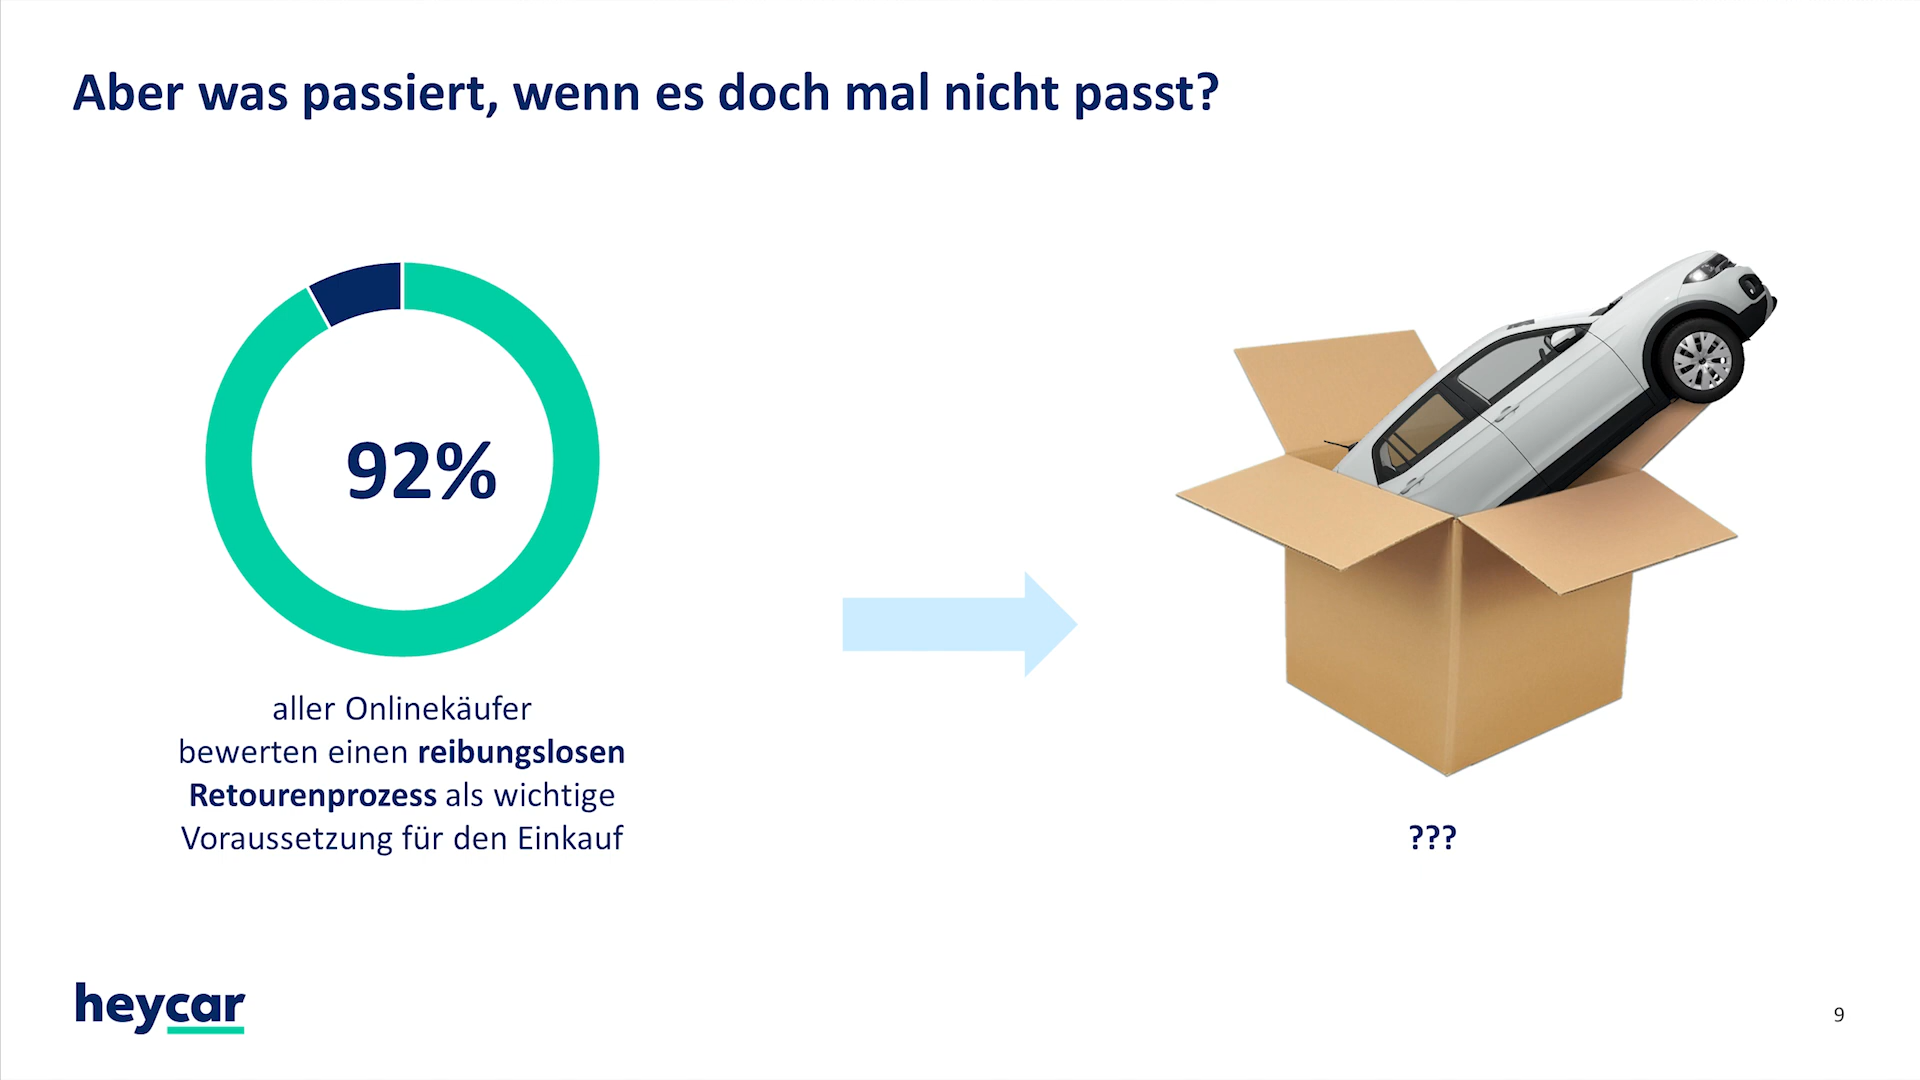 Aber was passiert, wenn es doch mal nicht passt?
92%
aller Onlinekäufer
bewerten einen reibungslosen
Retourenprozess als wichtige
Voraussetzung für den Einkauf
???
heycar
9